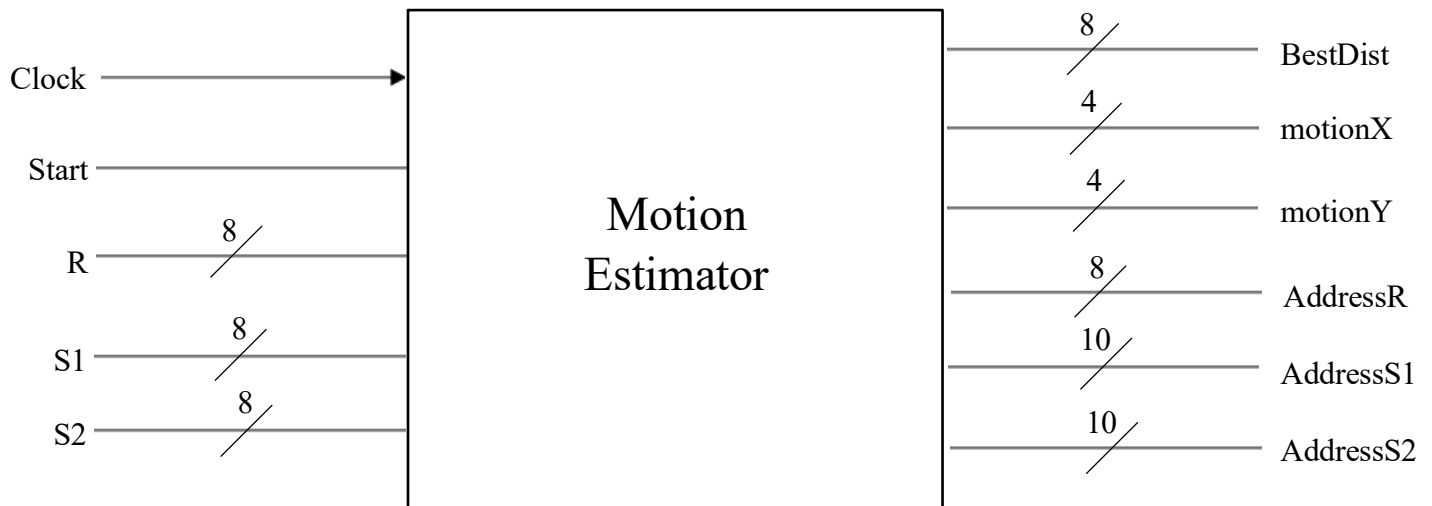 Clock
Start
8
R
8
S1
8
S2
Motion
Estimator
8
BestDist
4
motionX
4
motionY
8
AddressR
10
AddressS1
10
AddressS2